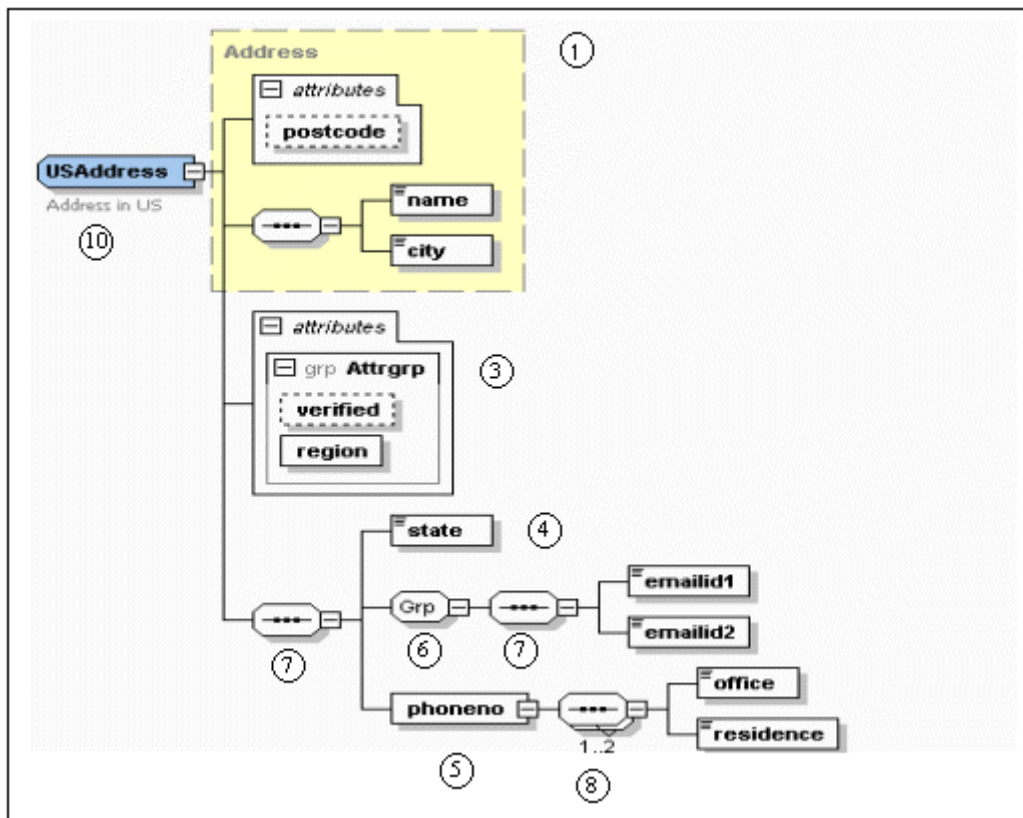 Address
1
attributes
postcode
USAddress
Address in US
10
name
city
attributes
grp Attrgrp
3
verified
region
state
4
Grp
emailid1
emailid2
7
6
7
phoneno
office
residence
1..2
5
8